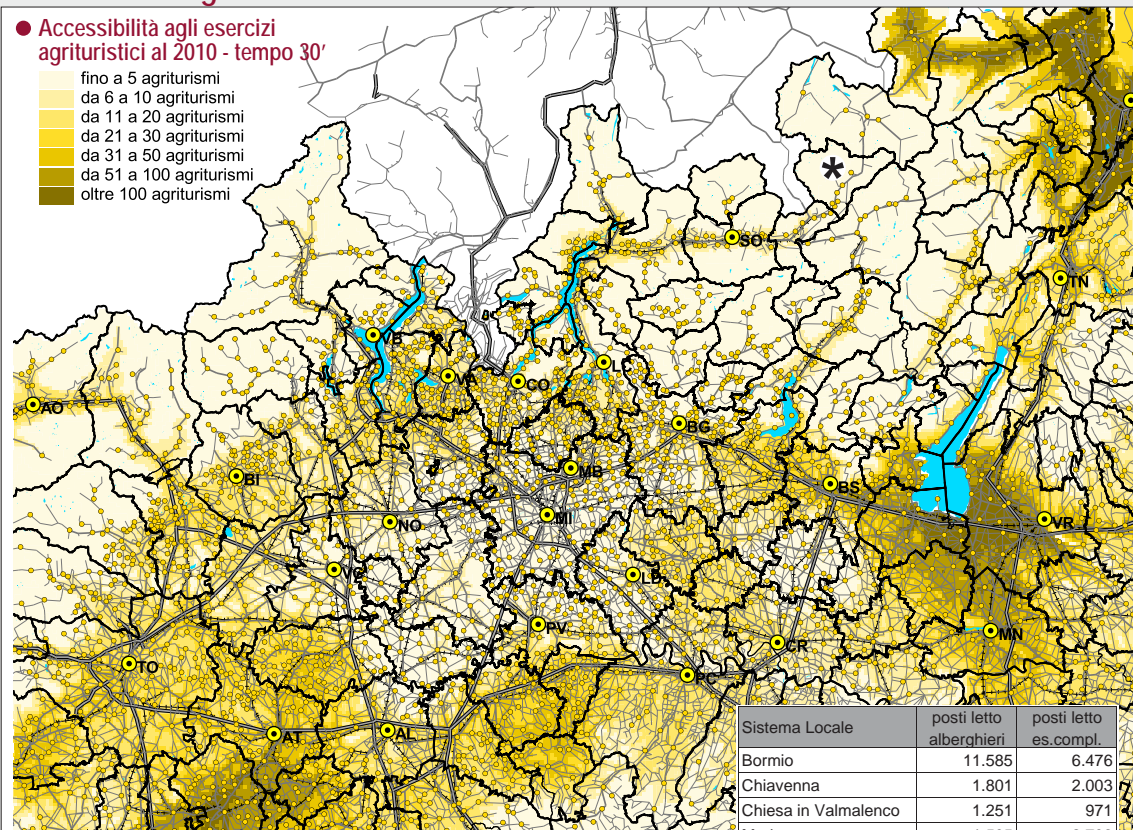 ● Accessibilità agli esercizi
agrituristici al 2010 - tempo 30'
fino a 5 agriturismi
da 6 a 10 agriturismi
da 11 a 20 agriturismi
da 21 a 30 agriturismi
da 31 a 50 agriturismi
da 51 a 100 agriturismi
oltre 100 agriturismi
*
SO
TN
VB
VA
CO
LC
AO
BG
MB
BI
BS
MI
NO
VR
VC
LD
PV
MN
CR
TO
PC
AT
AL
Sistema Locale posti letto alberghieri posti letto es.compl.
Bormio 11.585 6.476
Chiavenna 1.801 2.003
Chiesa in Valmalenco 1.251 971